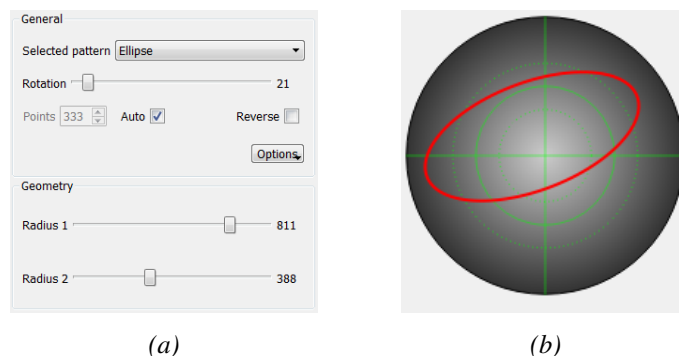 General
Selected pattern Ellipse
Rotation 21
Points 333 Auto Reverse
Options
Geometry
Radius 1 811
Radius 2 388
(a) (b)